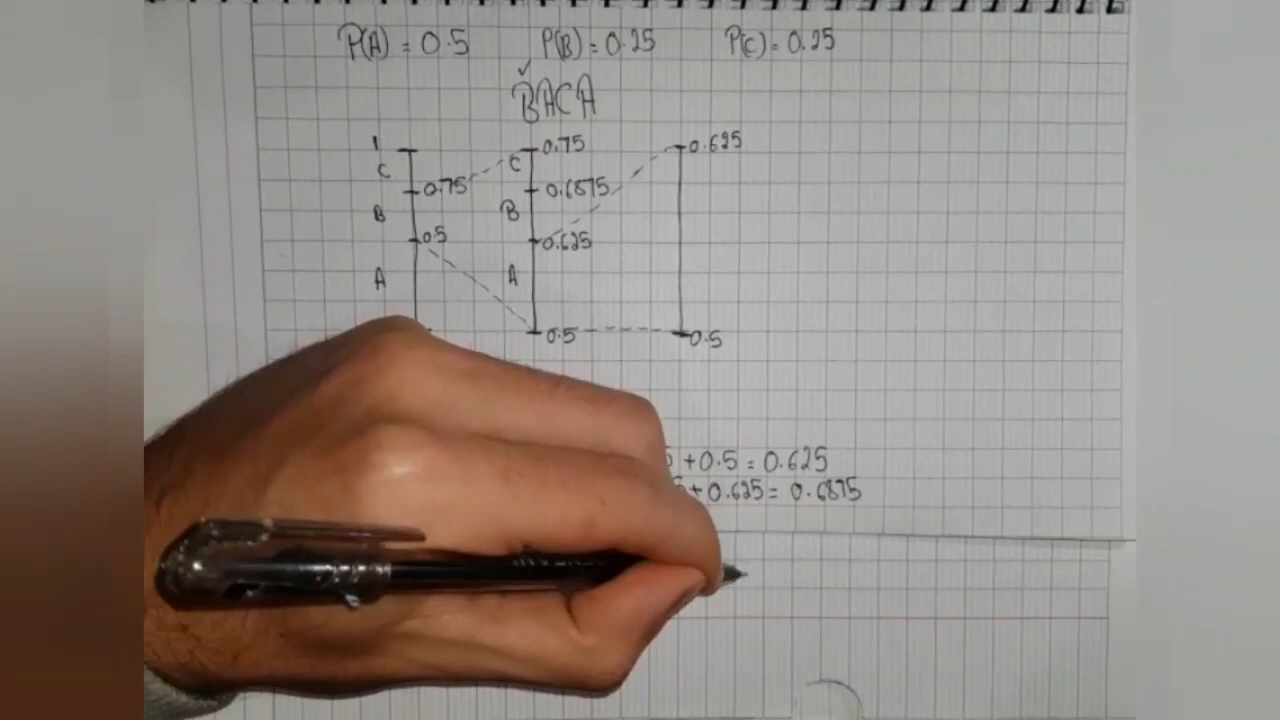 P(A) = 0.5 P(B) = 0.25 P(C) = 0.25
BACA
1 0.75 0.625
C C
0.75 0.6875
B B
0.5 0.625
A A
0.5 0.5
+0.5 = 0.625
+0.625 = 0.6875